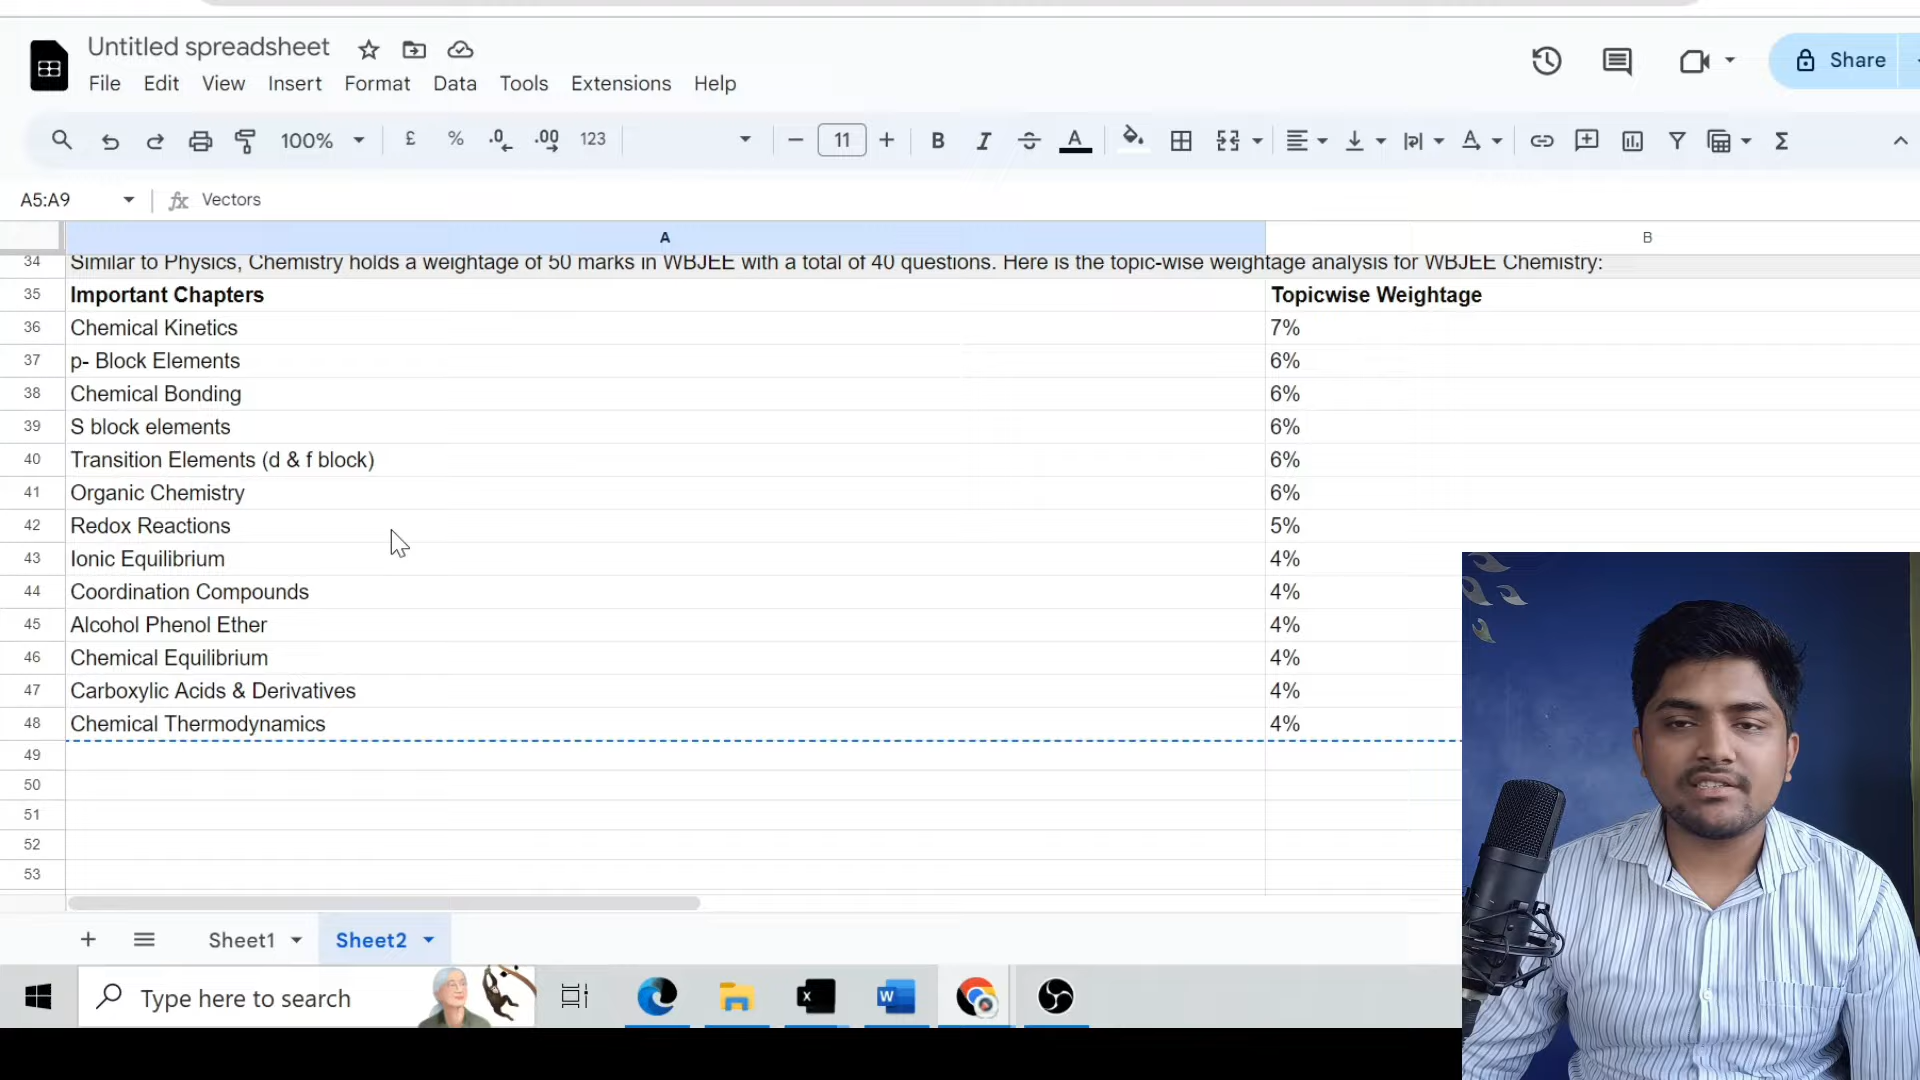 Untitled spreadsheet
File Edit View Insert Format Data Tools Extensions Help
Share
100% £ % .0 .00 123 11 B I A A Σ
A5:A9 fx Vectors
A B
34 Similar to Physics, Chemistry holds a weightage of 50 marks in WBJEE with a total of 40 questions. Here is the topic-wise weightage analysis for WBJEE Chemistry:
35 Important Chapters Topicwise Weightage
36 Chemical Kinetics 7%
37 p- Block Elements 6%
38 Chemical Bonding 6%
39 S block elements 6%
40 Transition Elements (d & f block) 6%
41 Organic Chemistry 6%
42 Redox Reactions 5%
43 Ionic Equilibrium 4%
44 Coordination Compounds 4%
45 Alcohol Phenol Ether 4%
46 Chemical Equilibrium 4%
47 Carboxylic Acids & Derivatives 4%
48 Chemical Thermodynamics 4%
49
50
51
52
53
Sheet1 Sheet2
Type here to search